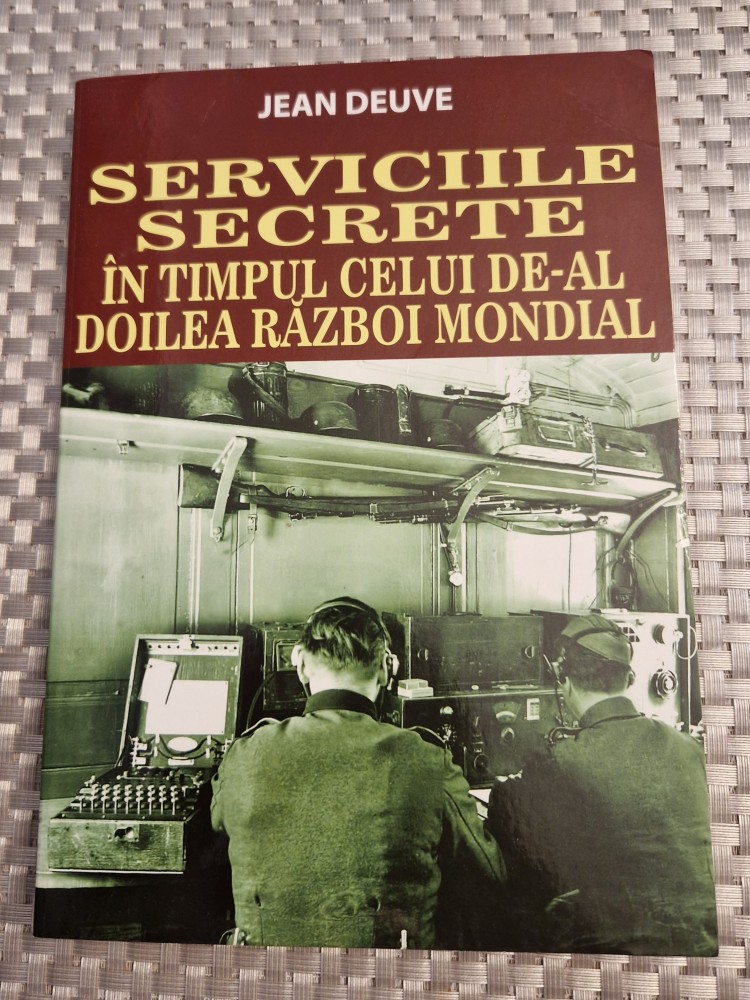 JEAN DEUVE
SERVICIILE
SECRETE
ÎN TIMPUL CELUI DE-AL
DOILEA RĂZBOI MONDIAL